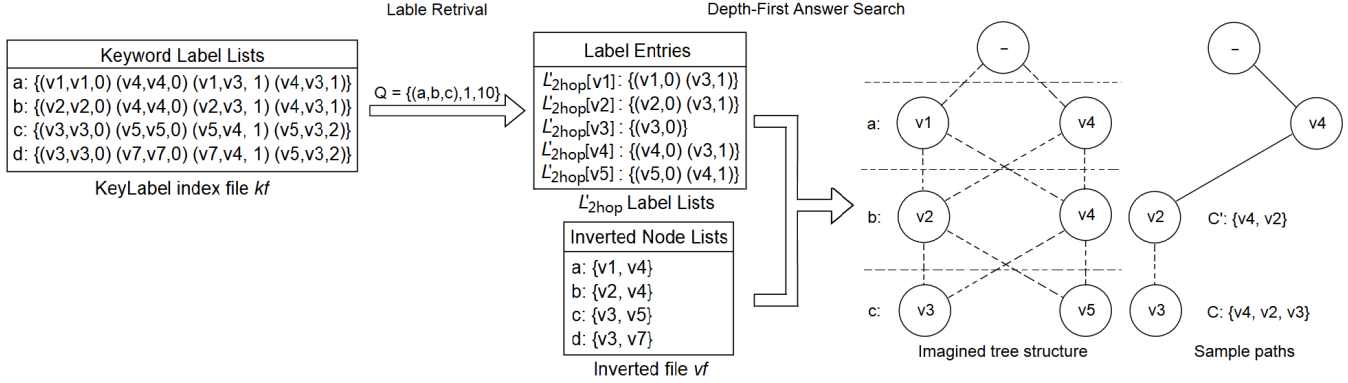 Lable Retrival
Depth-First Answer Search
Keyword Label Lists
a: {(v1,v1,0) (v4,v4,0) (v1,v3, 1) (v4,v3,1)}
b: {(v2,v2,0) (v4,v4,0) (v2,v3, 1) (v4,v3,1)}
c: {(v3,v3,0) (v5,v5,0) (v5,v4, 1) (v5,v3,2)}
d: {(v3,v3,0) (v7,v7,0) (v7,v4, 1) (v5,v3,2)}
KeyLabel index file kf
Q = {(a,b,c),1,10}
Label Entries
L'2hop[v1] : {(v1,0) (v3,1)}
L'2hop[v2] : {(v2,0) (v3,1)}
L'2hop[v3] : {(v3,0)}
L'2hop[v4] : {(v4,0) (v3,1)}
L'2hop[v5] : {(v5,0) (v4,1)}
L'2hop Label Lists
Inverted Node Lists
a: {v1, v4}
b: {v2, v4}
c: {v3, v5}
d: {v3, v7}
Inverted file vf
–
a: v1 v4
b: v2 v4
c: v3 v5
Imagined tree structure
–
v4
v2 C': {v4, v2}
v3 C: {v4, v2, v3}
Sample paths